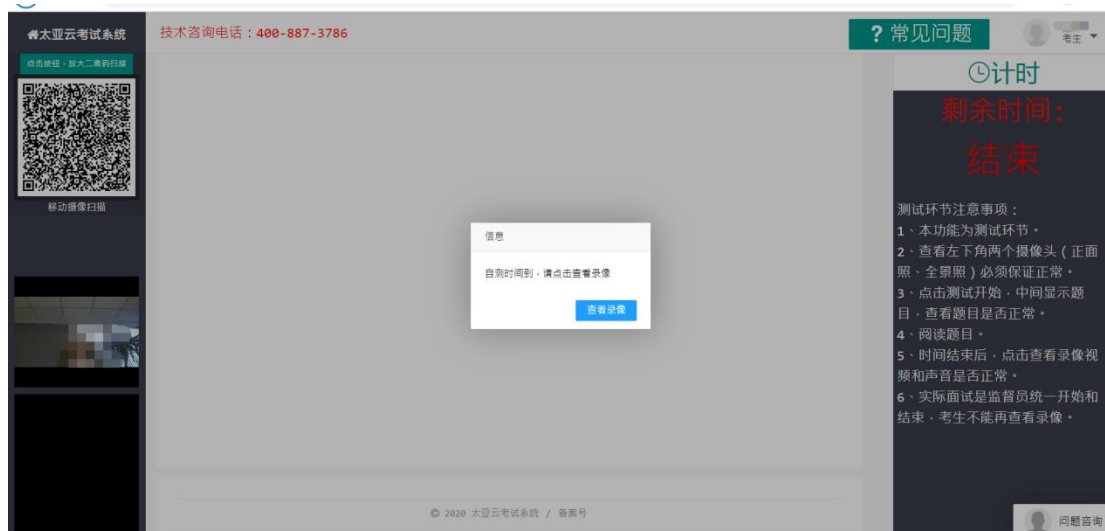 太亚云考试系统
技术咨询电话：400-887-3786
? 常见问题
考生
点击按钮，放大二维码扫描
移动摄像扫描
信息
自测时间到，请点击查看录像
查看录像
计时
剩余时间：
结束
测试环节注意事项：
1、本功能为测试环节。
2、查看左下角两个摄像头（正面
照、全景照）必须保证正常。
3、点击测试开始，中间显示题
目，查看题目是否正常。
4、阅读题目。
5、时间结束后，点击查看录像视
频和声音是否正常。
6、实际面试是监督员统一开始和
结束，考生不能再查看录像。
© 2020 太亚云考试系统 / 备案号
问题咨询